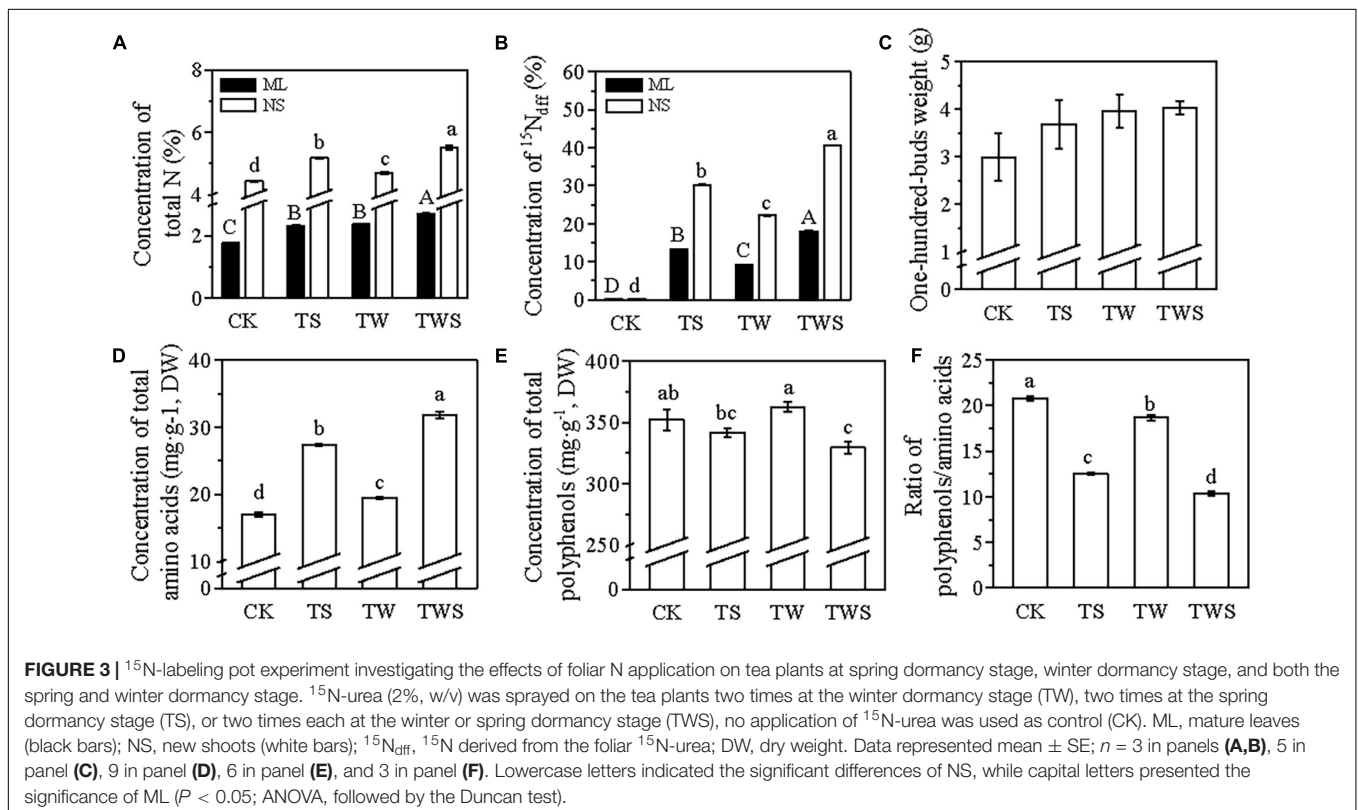 A
Concentration of
total N (%)
8
6
4
2
0
ML
NS
C
d
B
b
B
c
A
a
CK
TS
TW
TWS
B
Concentration of ¹⁵N_dff (%)
60
50
40
30
20
10
0
ML
NS
D
d
B
b
C
c
A
a
CK
TS
TW
TWS
C
One-hundred-buds weight (g)
5
4
3
2
1
1
0
CK
TS
TW
TWS
D
Concentration of total
amino acids (mg·g-1, DW)
40
30
20
10
0
d
b
c
a
CK
TS
TW
TWS
E
Concentration of total
polyphenols (mg·g⁻¹, DW)
400
350
300
250
0
ab
bc
a
c
CK
TS
TW
TWS
F
Ratio of
polyphenols/amino acids
25
20
15
10
5
0
a
c
b
d
CK
TS
TW
TWS
FIGURE 3 | ¹⁵N-labeling pot experiment investigating the effects of foliar N application on tea plants at spring dormancy stage, winter dormancy stage, and both the
spring and winter dormancy stage. ¹⁵N-urea (2%, w/v) was sprayed on the tea plants two times at the winter dormancy stage (TW), two times at the spring
dormancy stage (TS), or two times each at the winter or spring dormancy stage (TWS), no application of ¹⁵N-urea was used as control (CK). ML, mature leaves
(black bars); NS, new shoots (white bars); ¹⁵N_dff, ¹⁵N derived from the foliar ¹⁵N-urea; DW, dry weight. Data represented mean ± SE; n = 3 in panels (A,B), 5 in
panel (C), 9 in panel (D), 6 in panel (E), and 3 in panel (F). Lowercase letters indicated the significant differences of NS, while capital letters presented the
significance of ML (P < 0.05; ANOVA, followed by the Duncan test).